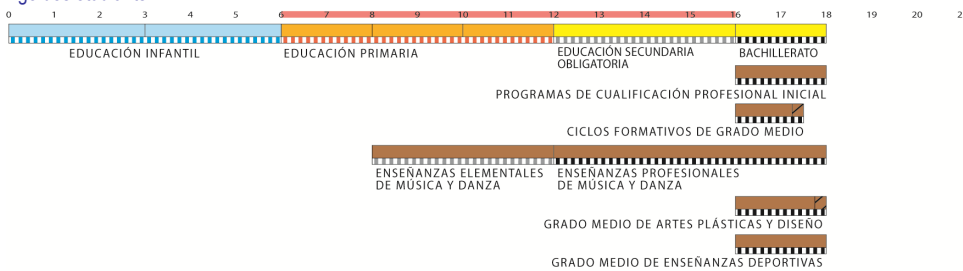 0 1 2 3 4 5 6 7 8 9 10 11 12 13 14 15 16 17 18 19 20 2
EDUCACIÓN INFANTIL
EDUCACIÓN PRIMARIA
EDUCACIÓN SECUNDARIA
OBLIGATORIA
BACHILLERATO
PROGRAMAS DE CUALIFICACIÓN PROFESIONAL INICIAL
CICLOS FORMATIVOS DE GRADO MEDIO
ENSEÑANZAS ELEMENTALES
DE MÚSICA Y DANZA
ENSEÑANZAS PROFESIONALES
DE MÚSICA Y DANZA
GRADO MEDIO DE ARTES PLÁSTICAS Y DISEÑO
GRADO MEDIO DE ENSEÑANZAS DEPORTIVAS